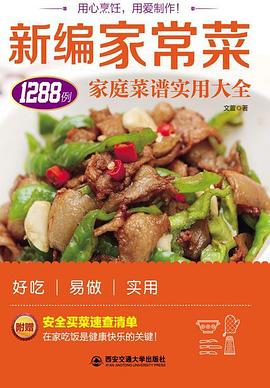 用心烹饪，用爱制作！
新编家常菜
1288例
家庭菜谱实用大全
文萱◎著
好吃｜易做｜实用
附赠
安全买菜速查清单
在家吃饭是健康快乐的关键！
西安交通大学出版社
XI'AN JIAOTONG UNIVERSITY PRESS